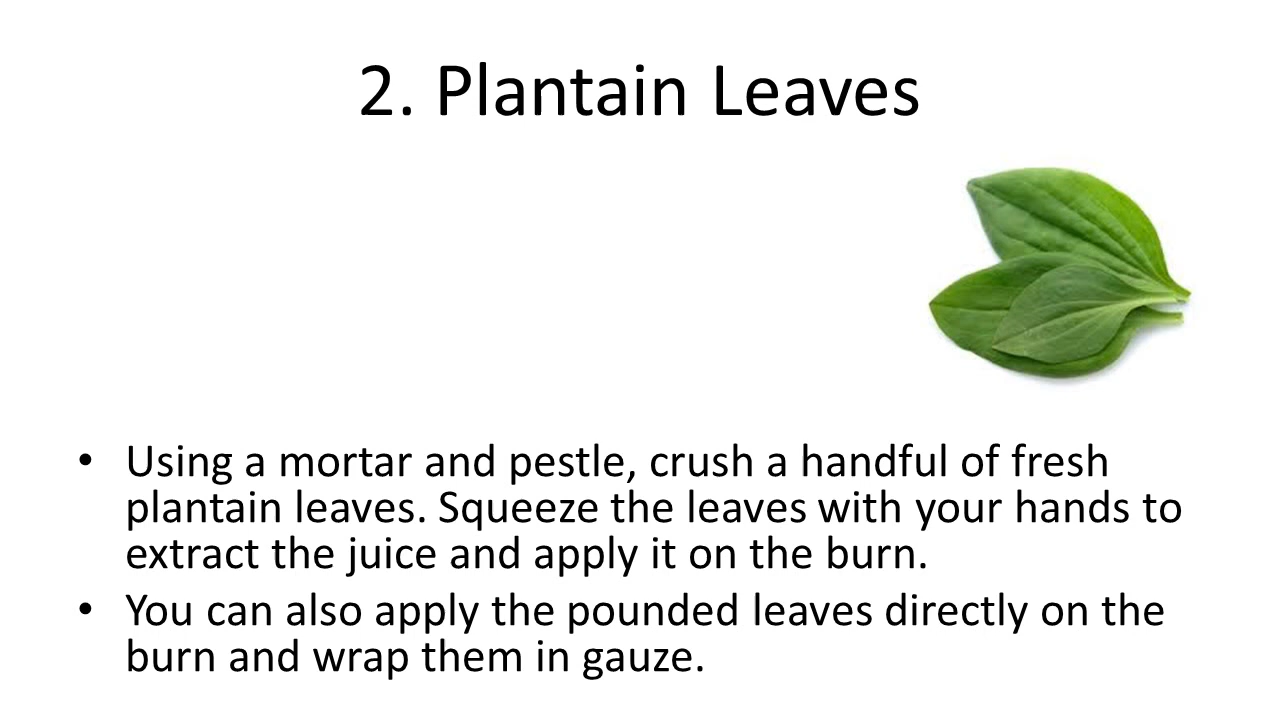 2. Plantain Leaves
• Using a mortar and pestle, crush a handful of fresh
plantain leaves. Squeeze the leaves with your hands to
extract the juice and apply it on the burn.
• You can also apply the pounded leaves directly on the
burn and wrap them in gauze.